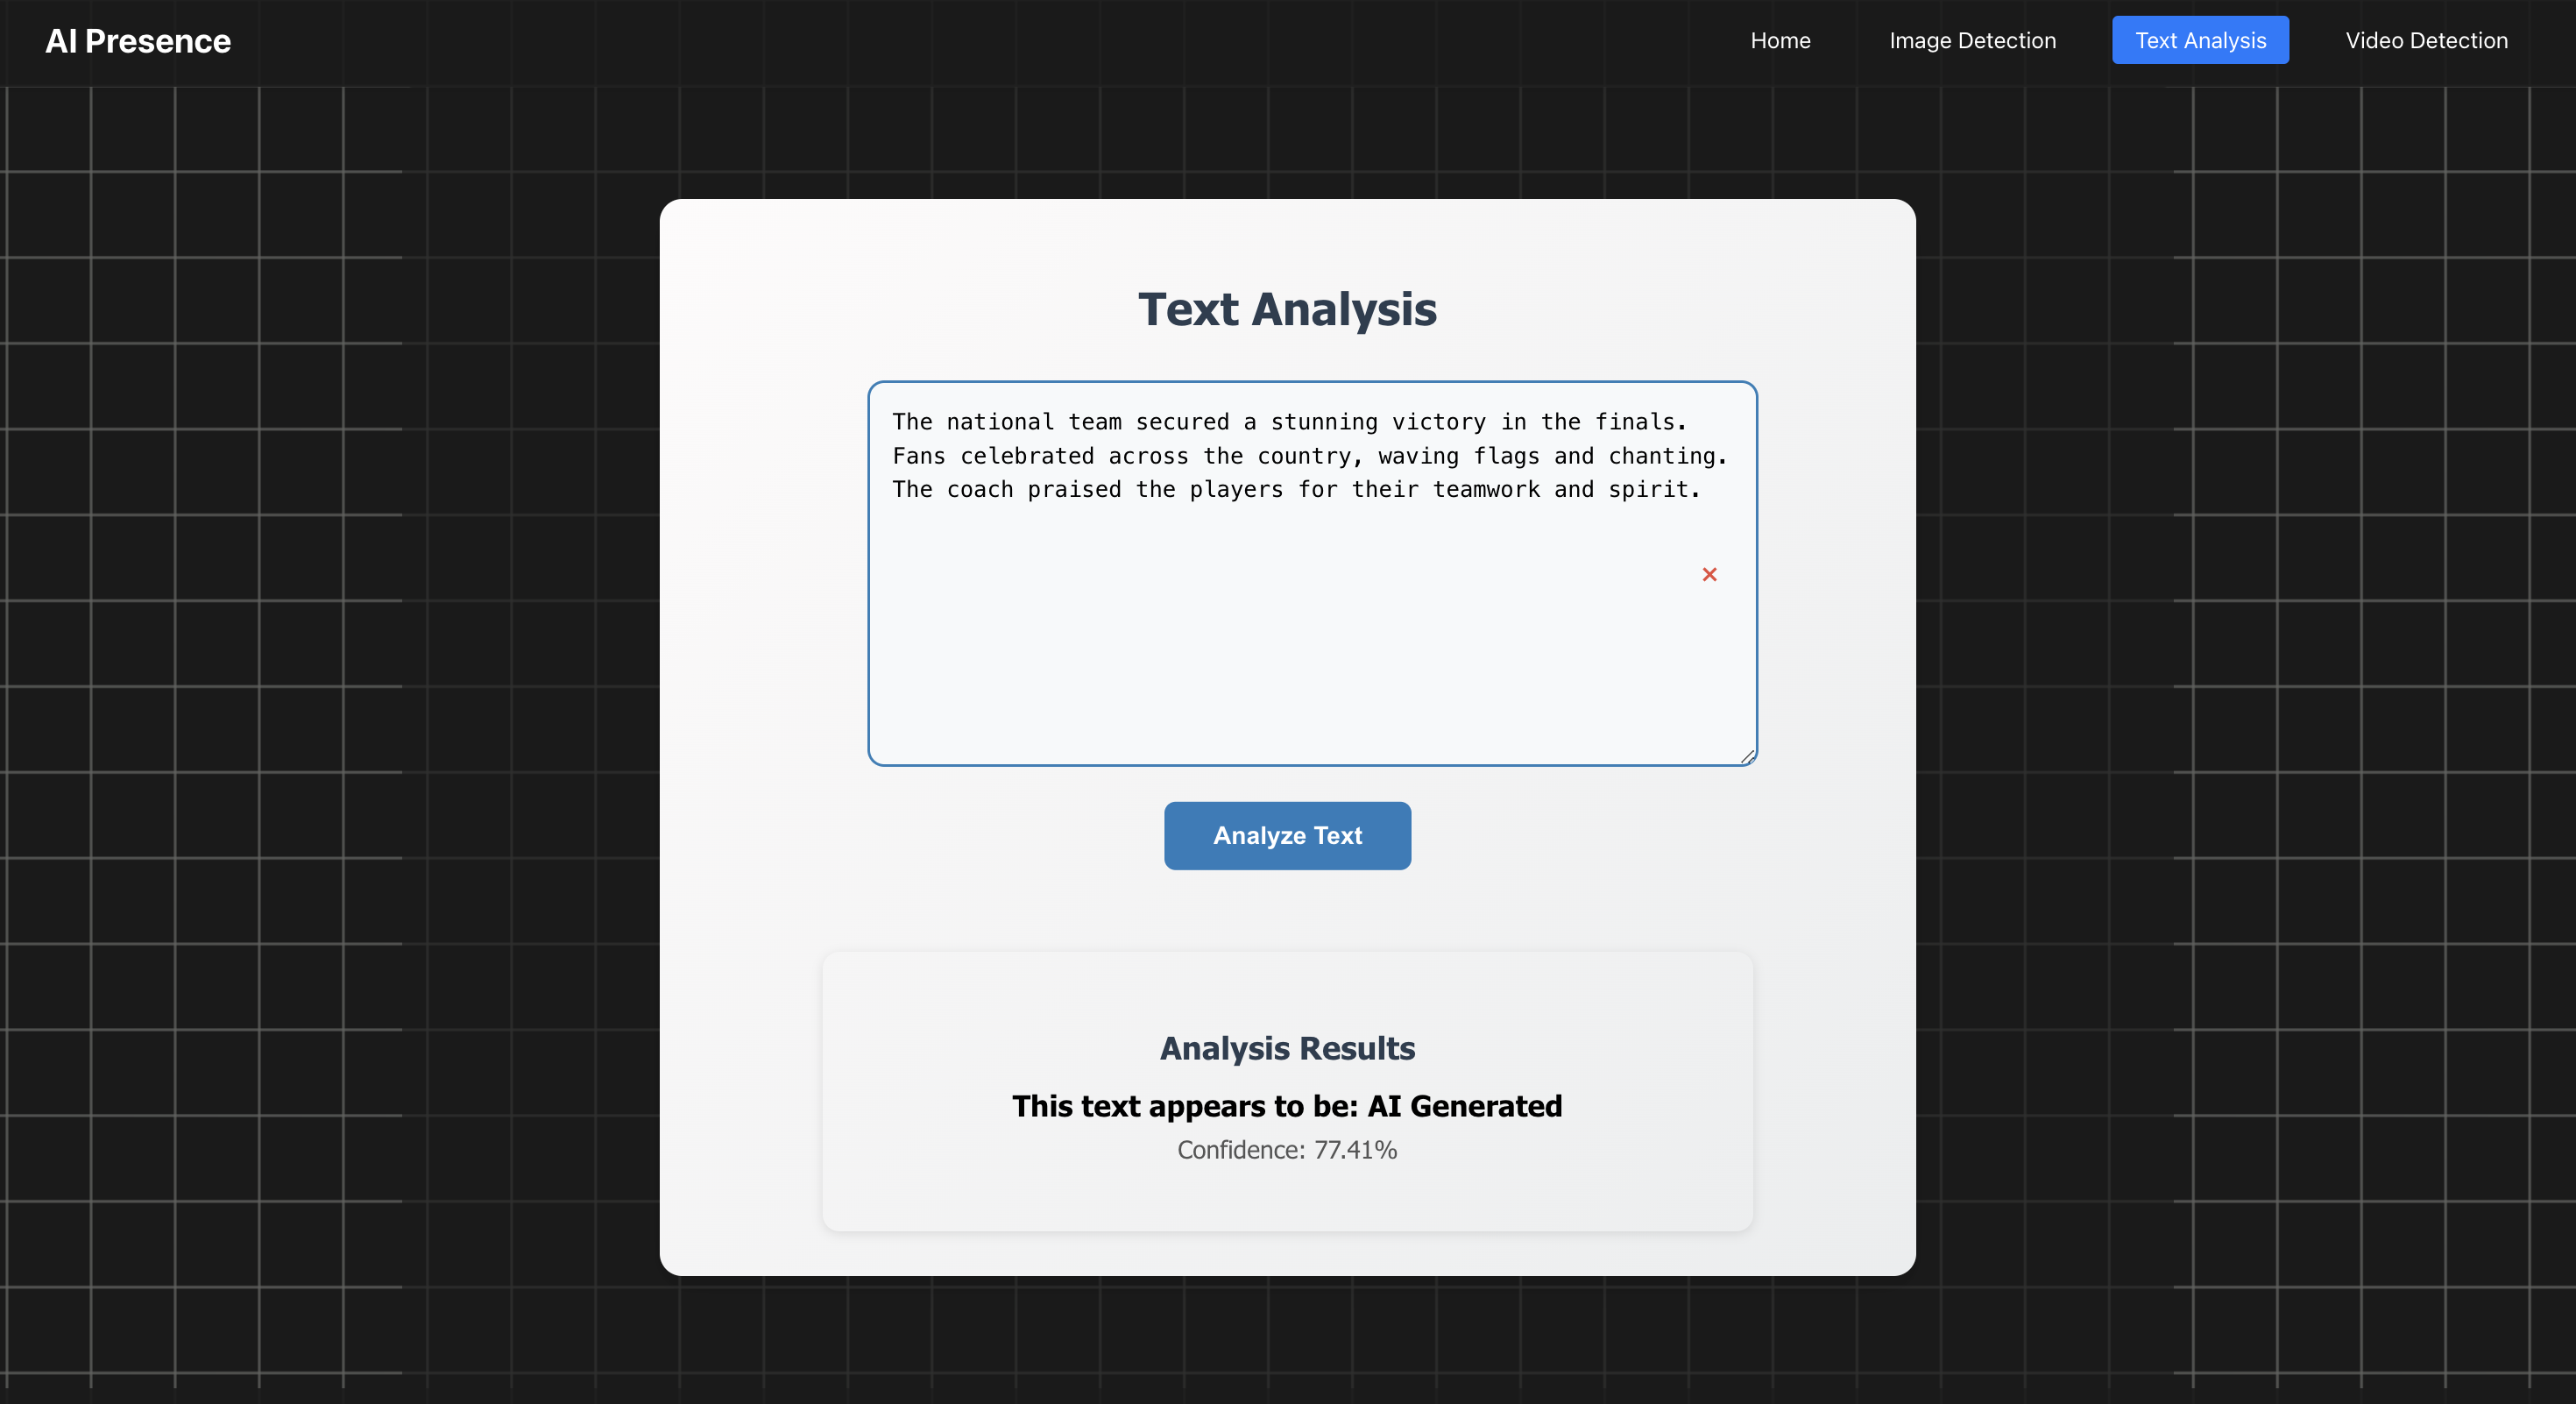 AI Presence
Home
Image Detection
Text Analysis
Video Detection
Text Analysis
The national team secured a stunning victory in the finals.
Fans celebrated across the country, waving flags and chanting.
The coach praised the players for their teamwork and spirit.
×
Analyze Text
Analysis Results
This text appears to be: AI Generated
Confidence: 77.41%